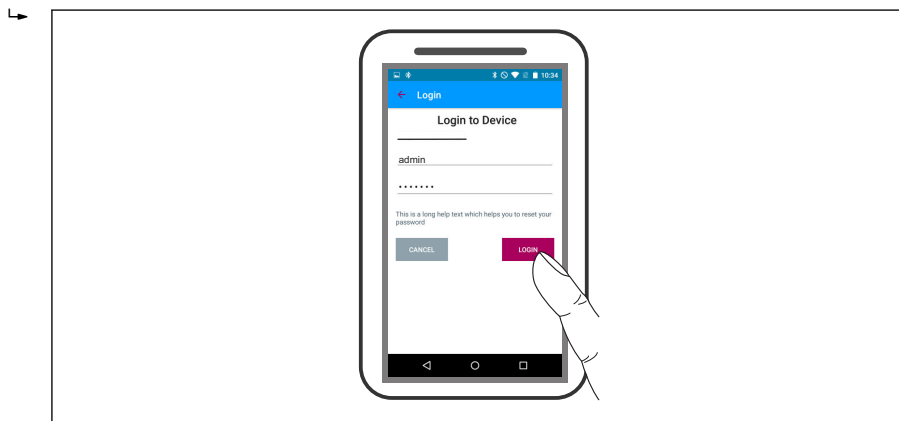 10:34
Login
Login to Device
admin
•••••••
This is a long help text which helps you to reset your
password
CANCEL
LOGIN